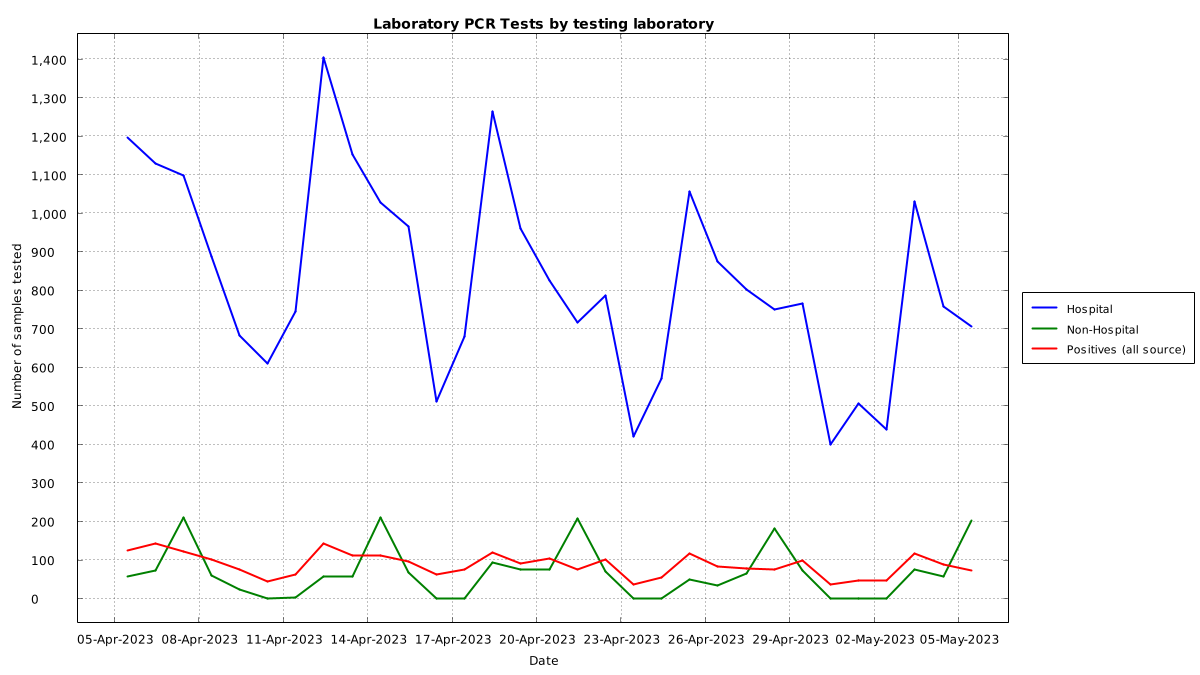 Laboratory PCR Tests by testing laboratory
1,400
1,300
1,200
1,100
1,000
900
800
700
600
500
400
300
200
100
0
Number of samples tested
05-Apr-2023 08-Apr-2023 11-Apr-2023 14-Apr-2023 17-Apr-2023 20-Apr-2023 23-Apr-2023 26-Apr-2023 29-Apr-2023 02-May-2023 05-May-2023
Date
Hospital
Non-Hospital
Positives (all source)